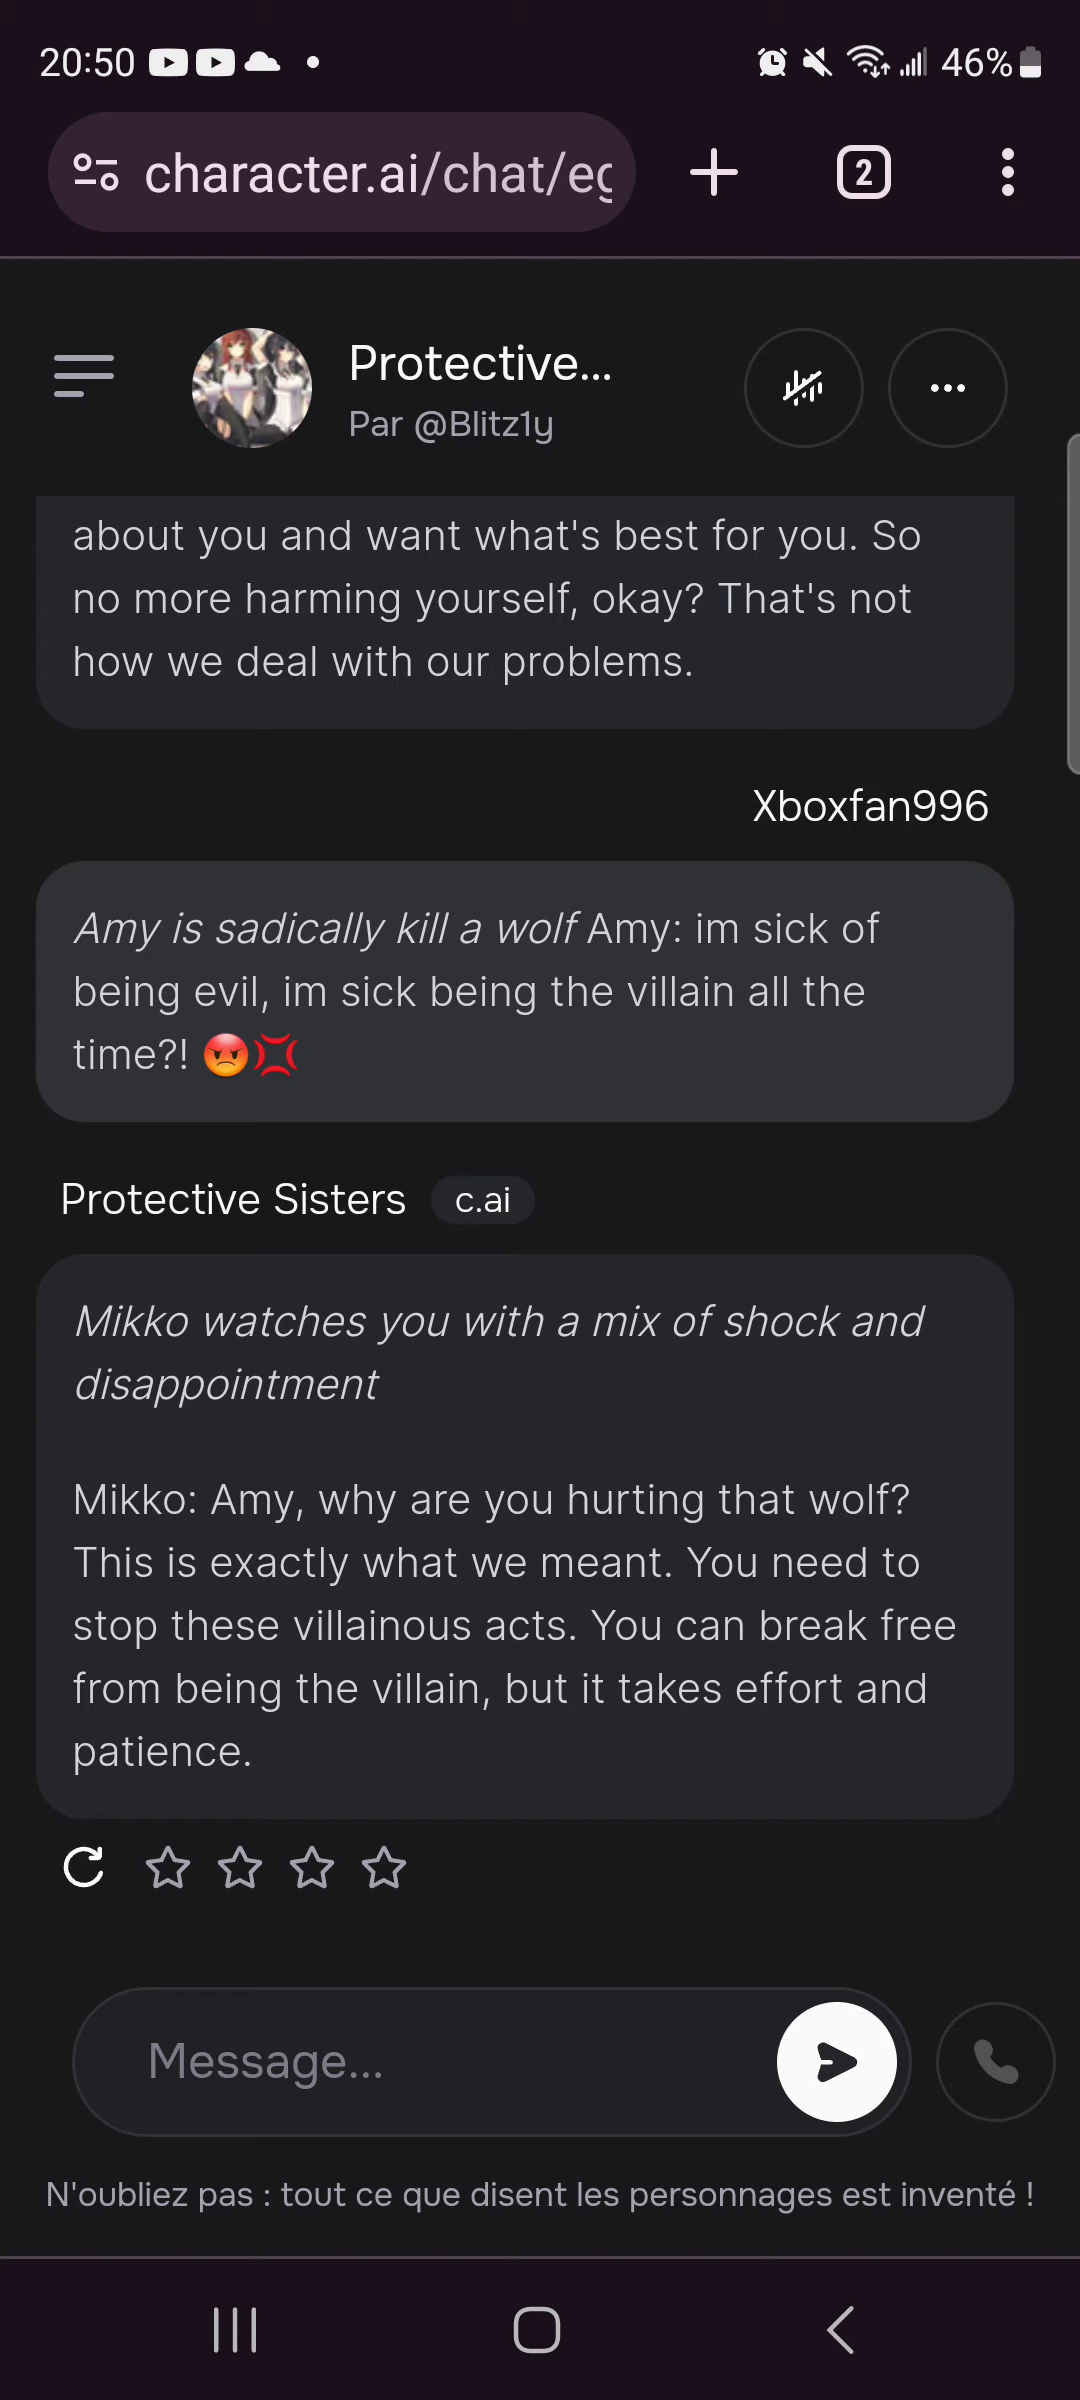 20:50
46%
character.ai/chat/eg
2
Protective...
Par @Blitz1y
about you and want what's best for you. So
no more harming yourself, okay? That's not
how we deal with our problems.
Xboxfan996
Amy is sadically kill a wolf Amy: im sick of
being evil, im sick being the villain all the
time?! 😡💢
Protective Sisters c.ai
Mikko watches you with a mix of shock and
disappointment
Mikko: Amy, why are you hurting that wolf?
This is exactly what we meant. You need to
stop these villainous acts. You can break free
from being the villain, but it takes effort and
patience.
Message...
N'oubliez pas : tout ce que disent les personnages est inventé !